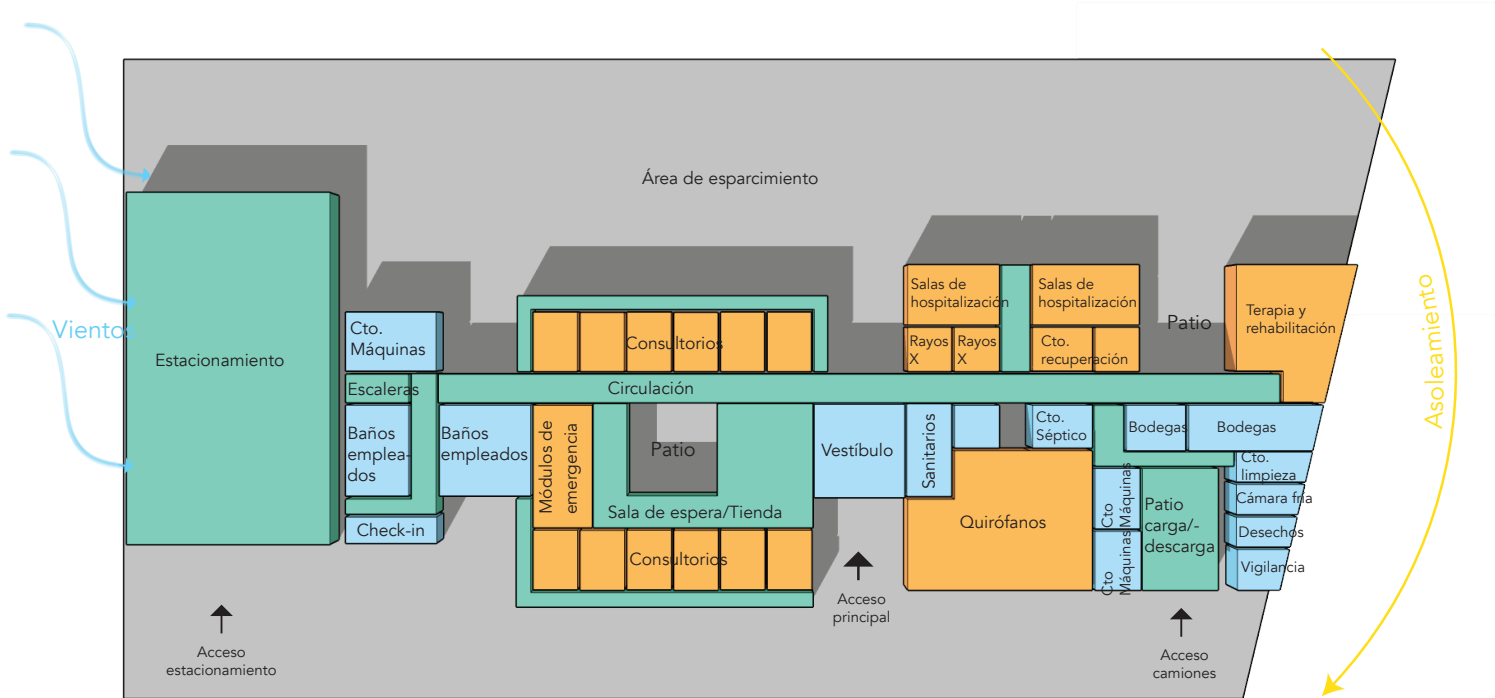 Área de esparcimiento
Viento
Estacionamiento
Cto.
Máquinas
Escaleras
Baños
emplea-
dos
Baños
empleados
Check-in
Consultorios
Circulación
Módulos de
emergencia
Patio
Sala de espera/Tienda
Consultorios
Vestíbulo
Sanitarios
Salas de
hospitalización
Salas de
hospitalización
Rayos
X
Rayos
X
Cto.
recuperación
Patio
Terapia y
rehabilitación
Cto.
Séptico
Bodegas
Bodegas
Quirófanos
Cto
Máquinas
Cto
Máquinas
Patio
carga/-
descarga
Cto.
limpieza
Cámara fría
Desechos
Vigilancia
Asoleamiento
Acceso
estacionamiento
Acceso
principal
Acceso
camiones